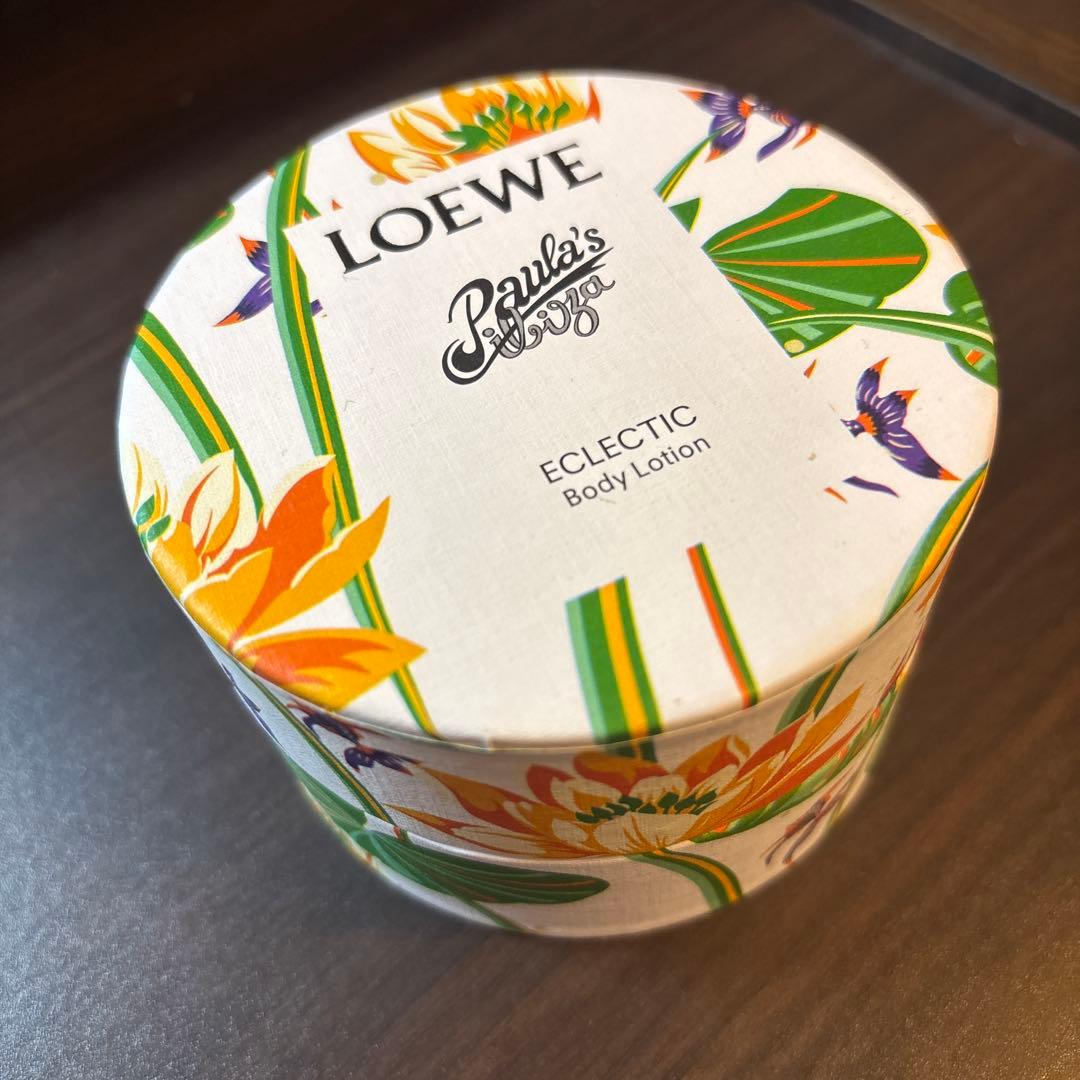 LOEWE
Paula's
ibiza
ECLECTIC
Body Lotion